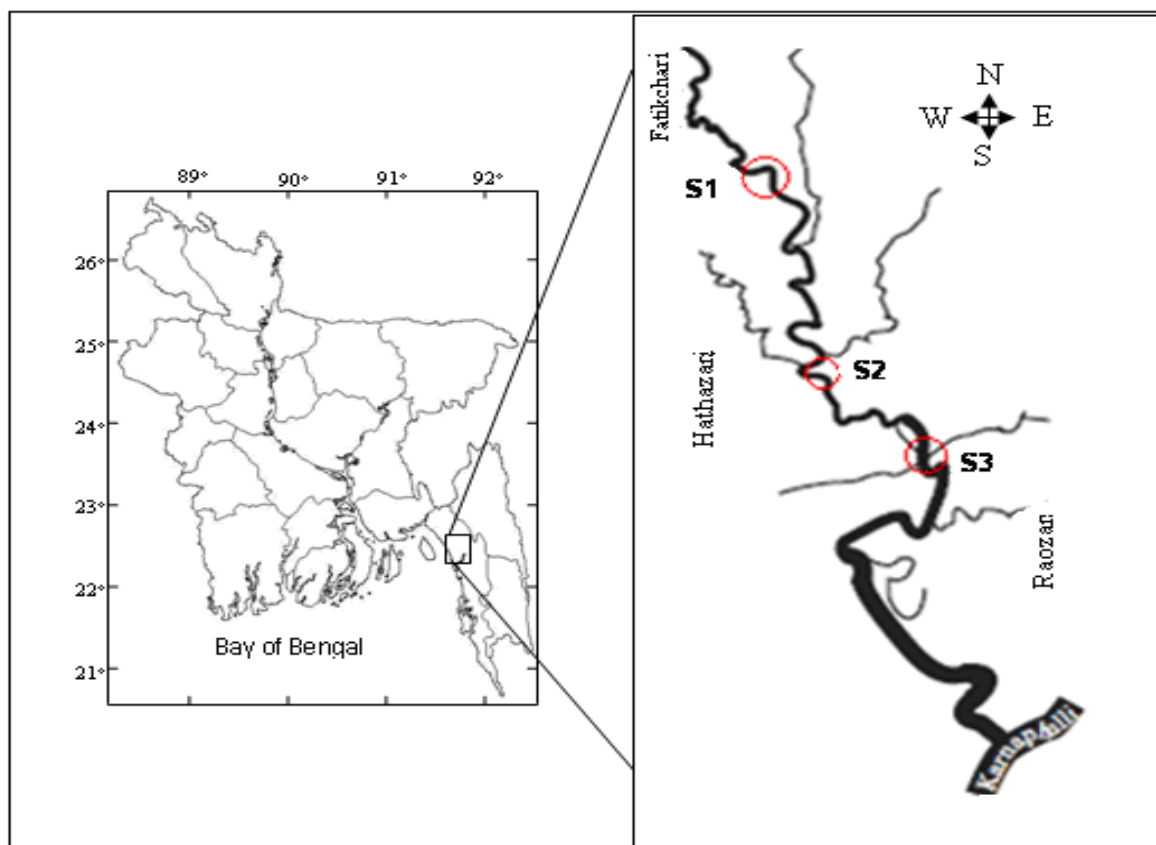 89° 90° 91° 92°
26°
25°
24°
23°
22°
21°
Bay of Bengal
Fatikchari
N
W E
S
S1
Hathazari
S2
S3
Raozan